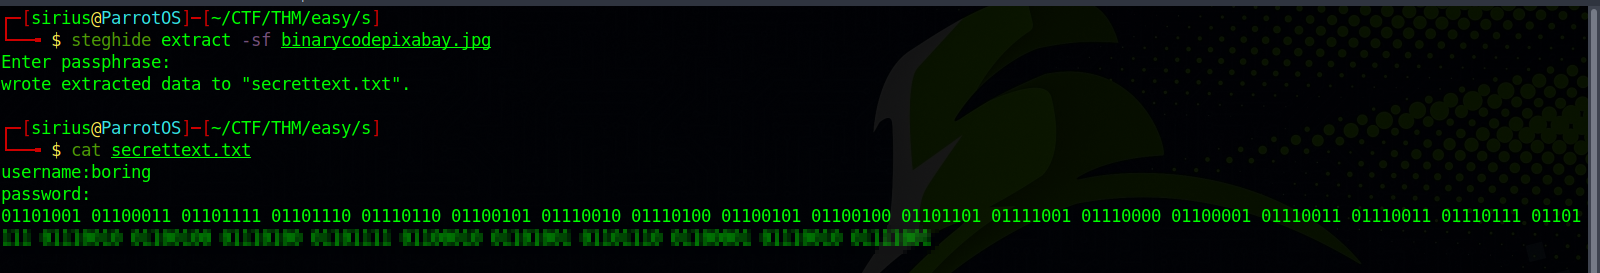 [sirius@ParrotOS]─[~/CTF/THM/easy/s]
$ steghide extract -sf binarycodepixabay.jpg
Enter passphrase:
wrote extracted data to "secrettext.txt".
[sirius@ParrotOS]─[~/CTF/THM/easy/s]
$ cat secrettext.txt
username:boring
password:
01101001 01100011 01101111 01101110 01110110 01100101 01110010 01110100 01100101 01100100 01101101 01111001 01110000 01100001 01110011 01110011 01110111 01101